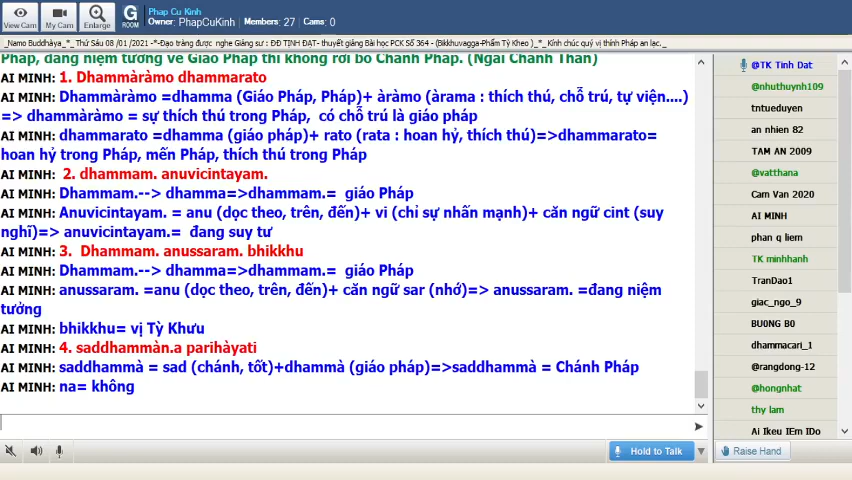 View Cam
My Cam
Enlarge
G
ROOM
Phap Cu Kinh
Owner: PhapCuKinh
Members: 27
Cams: 0
_Namo Buddhàya_*_ Thứ Sáu 08 /01 /2021 -*-Đạo tràng được nghe Giảng sư : ĐĐ TỊNH ĐẠT- thuyết giảng Bài học PCK Số 364 - (Bikkhuvagga-Phẩm Tỳ Kheo )_*_ Kính chúc quý vị thính Pháp an lạc._
Pháp, đang niệm tưởng về Giáo Pháp thì không rời bỏ Chánh Pháp. (Ngài Chánh Thân)
AI MINH: 1. Dhammàràmo dhammarato
AI MINH: Dhammàràmo =dhamma (Giáo Pháp, Pháp)+ àràmo (àrama : thích thú, chỗ trú, tự viện....)
=> dhammàràmo = sự thích thú trong Pháp, có chỗ trú là giáo pháp
AI MINH: dhammarato =dhamma (giáo pháp)+ rato (rata : hoan hỷ, thích thú)=>dhammarato=
hoan hỷ trong Pháp, mến Pháp, thích thú trong Pháp
AI MINH: 2. dhammam. anuvicintayam.
AI MINH: Dhammam.--> dhamma=>dhammam.= giáo Pháp
AI MINH: Anuvicintayam. = anu (dọc theo, trên, đến)+ vi (chỉ sự nhấn mạnh)+ căn ngữ cint (suy
nghĩ)=> anuvicintayam.= đang suy tư
AI MINH: 3. Dhammam. anussaram. bhikkhu
AI MINH: Dhammam.--> dhamma=>dhammam.= giáo Pháp
AI MINH: anussaram. =anu (dọc theo, trên, đến)+ căn ngữ sar (nhớ)=> anussaram. =đang niệm
tưởng
AI MINH: bhikkhu= vị Tỳ Khưu
AI MINH: 4. saddhammàn.a parihàyati
AI MINH: saddhammà = sad (chánh, tốt)+dhammà (giáo pháp)=>saddhammà = Chánh Pháp
AI MINH: na= không
@TK Tinh Dat
@nhuthuynh109
tntueduyen
an nhien 82
TAM AN 2009
@vatthana
Cam Van 2020
AI MINH
phan q liem
TK minhhanh
TranDao1
giac_ngo_9
BU0NG B0
dhammacari_1
@rangdong-12
@hongnhat
thy lam
Ai Ikeu IEm IDo
Hold to Talk
Raise Hand